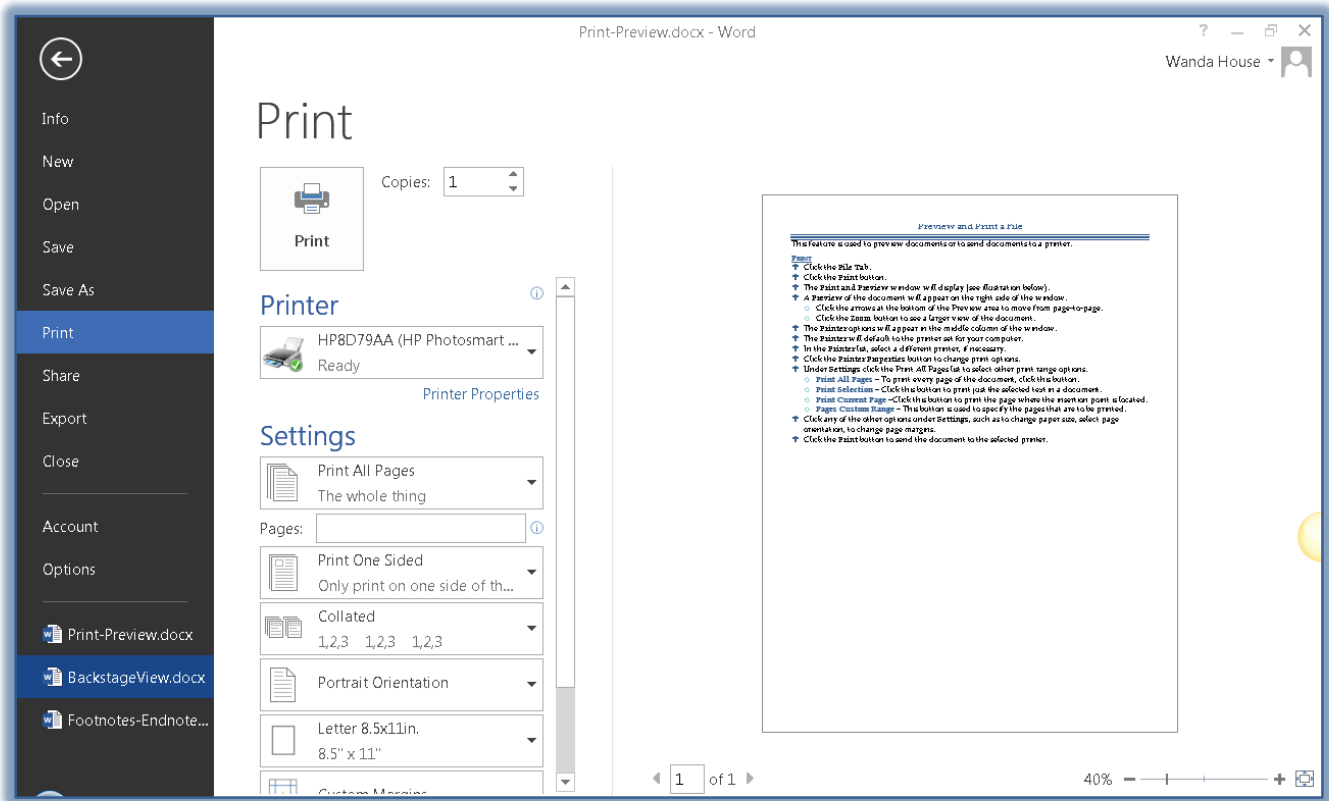 Print-Preview.docx - Word
?
Wanda House
Info
New
Open
Save
Save As
Print
Share
Export
Close
Account
Options
Print-Preview.docx
BackstageView.docx
Footnotes-Endnote...
Print
Print
Copies: 1
Printer
HP8D79AA (HP Photosmart ...
Ready
Printer Properties
Settings
Print All Pages
The whole thing
Pages:
Print One Sided
Only print on one side of th...
Collated
1,2,3 1,2,3 1,2,3
Portrait Orientation
Letter 8.5x11in.
8.5" x 11"
Custom Margins
Preview and Print a File
This feature is used to preview documents or to send documents to a printer.
Print
Click the File Tab.
Click the Print button.
The Print and Preview window will display (see illustration below).
A Preview of the document will appear on the right side of the window.
Click the arrows at the bottom of the Preview area to move from page-to-page.
Click the Zoom button to see a larger view of the document.
The Printer options will appear in the middle column of the window.
The Printer will default to the printer set for your computer.
In the Printer list, select a different printer, if necessary.
Click the Printer Properties button to change print options.
Under Settings click the Print All Pages list to select other print range options.
Print All Pages – To print every page of the document, click this button.
Print Selection – Click this button to print just the selected text in a document.
Print Current Page –Click this button to print the page where the insertion point is located.
Pages Custom Range – This button is used to specify the pages that are to be printed.
Click any of the other options under Settings, such as to change paper size, select page
orientation, to change page margins.
Click the Print button to send the document to the selected printer.
1 of 1
40%